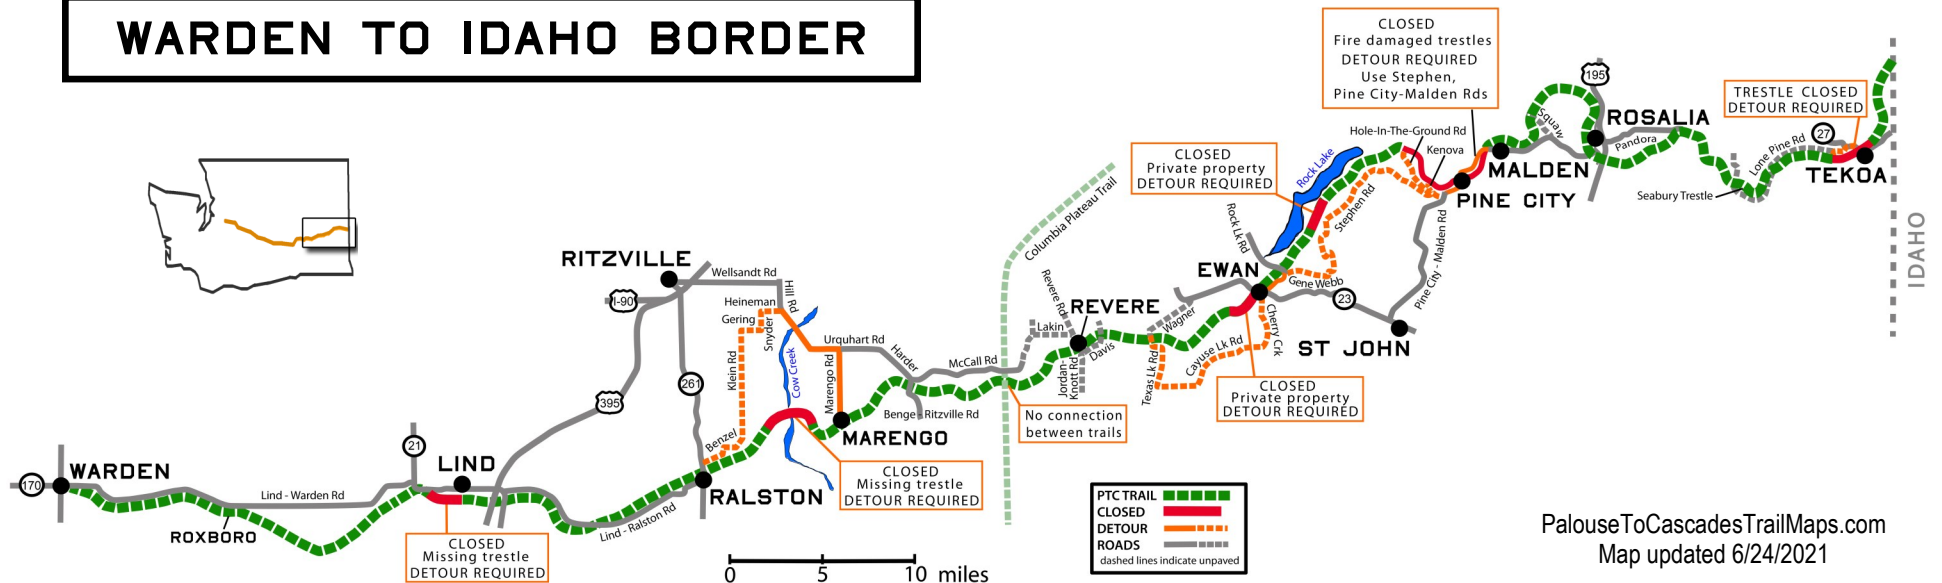 WARDEN TO IDAHO BORDER
CLOSED
Fire damaged trestles
DETOUR REQUIRED
Use Stephen,
Pine City-Malden Rds
195
ROSALIA
Squaw
Pandora
TRESTLE CLOSED
DETOUR REQUIRED
27
Lone Pine Rd
TEKOA
Seabury Trestle
IDAHO
Hole-In-The-Ground Rd
Kenova
MALDEN
PINE CITY
CLOSED
Private property
DETOUR REQUIRED
Rock Lake
Stephen Rd
Rock Lk Rd
Pine City - Malden Rd
Columbia Plateau Trail
EWAN
Gene Webb
23
ST JOHN
Cherry Crk
RITZVILLE
I-90
Wellsandt Rd
Hill Rd
Heineman
Gering
Snyder
Klein Rd
Cow Creek
Urquhart Rd
Marengo Rd
Harder
McCall Rd
Lakin
Revere Rd
REVERE
Davis
Jordan-
Knott Rd
Wagner
Texas Lk Rd
Cayuse Lk Rd
CLOSED
Private property
DETOUR REQUIRED
395
261
Benzel
Benge - Ritzville Rd
No connection
between trails
MARENGO
CLOSED
Missing trestle
DETOUR REQUIRED
RALSTON
Lind - Ralston Rd
21
LIND
170
WARDEN
Lind - Warden Rd
ROXBORO
CLOSED
Missing trestle
DETOUR REQUIRED
0 5 10 miles
PTC TRAIL
CLOSED
DETOUR
ROADS
dashed lines indicate unpaved
PalouseToCascadesTrailMaps.com
Map updated 6/24/2021